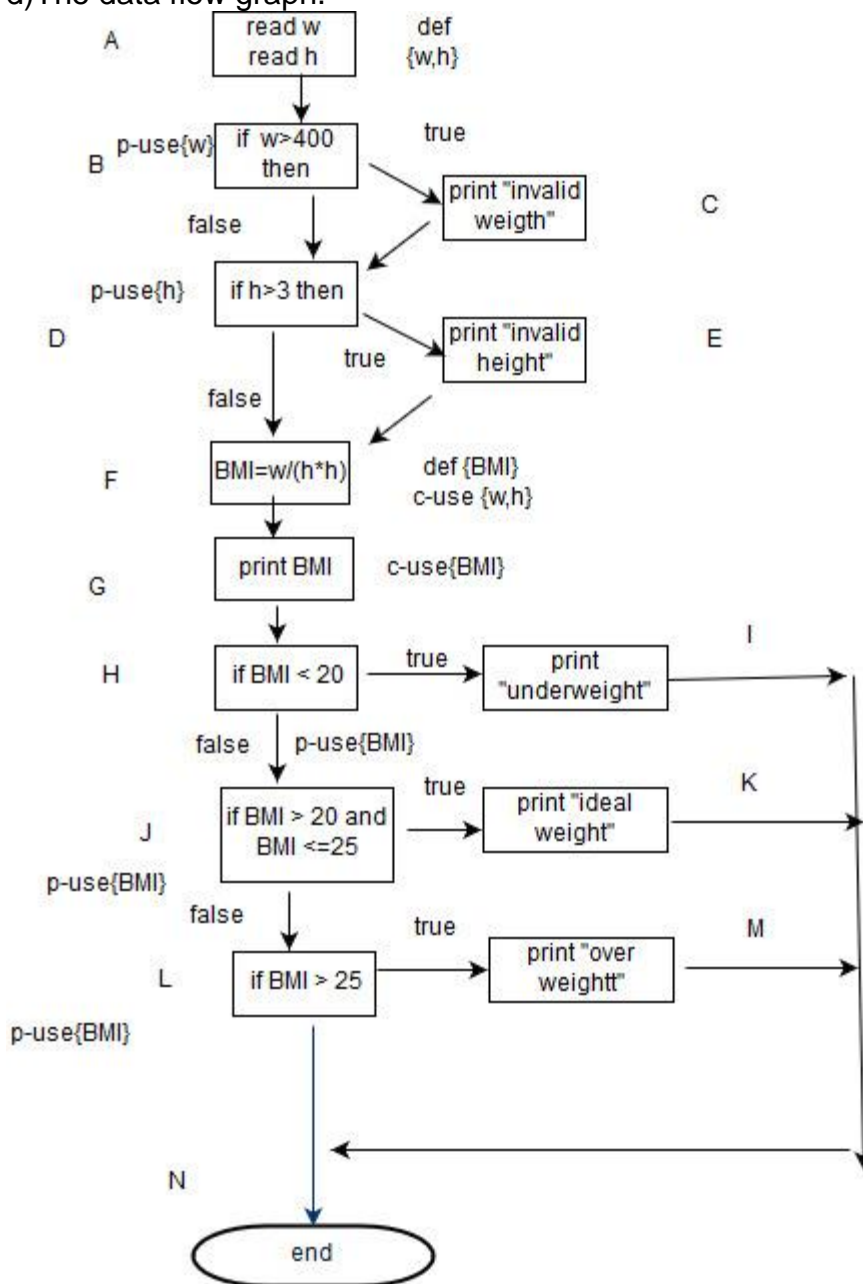 d)The data flow graph:
A
read w
read h
def
{w,h}
B
p-use{w}
if w>400
then
true
print "invalid
weigth"
C
false
p-use{h}
if h>3 then
D
true
print "invalid
height"
E
false
F
BMI=w/(h*h)
def {BMI}
c-use {w,h}
G
print BMI
c-use{BMI}
H
if BMI < 20
true
print
"underweight"
I
false
p-use{BMI}
J
if BMI > 20 and
BMI <=25
true
print "ideal
weight"
K
p-use{BMI}
false
L
if BMI > 25
true
print "over
weightt"
M
p-use{BMI}
N
end